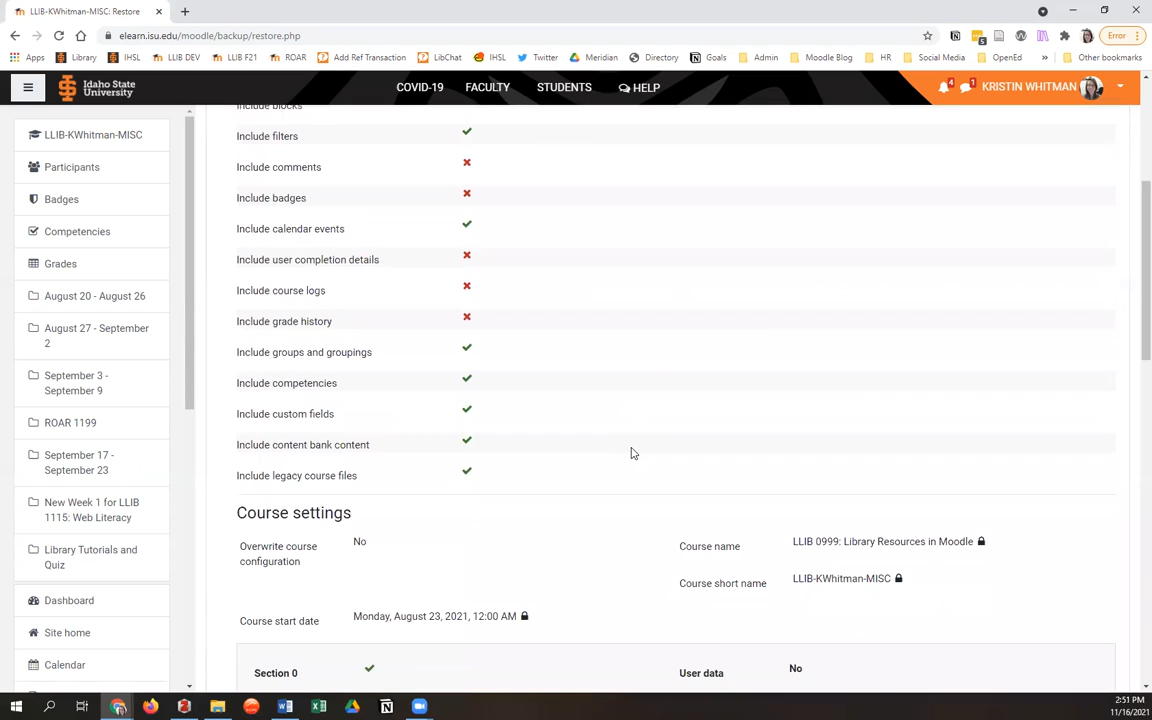 LLIB-KWhitman-MISC: Restore
elearn.isu.edu/moodle/backup/restore.php
Error
Apps
Library
IHSL
LLIB DEV
LLIB F21
ROAR
Add Ref Transaction
LibChat
IHSL
Twitter
Meridian
Directory
Goals
Admin
Moodle Blog
HR
Social Media
OpenEd
»
Other bookmarks
Idaho State
University
COVID-19
FACULTY
STUDENTS
HELP
4
1
KRISTIN WHITMAN
LLIB-KWhitman-MISC
Participants
Badges
Competencies
Grades
August 20 - August 26
August 27 - September
2
September 3 -
September 9
ROAR 1199
September 17 -
September 23
New Week 1 for LLIB
1115: Web Literacy
Library Tutorials and
Quiz
Dashboard
Site home
Calendar
Include blocks
Include filters
Include comments
Include badges
Include calendar events
Include user completion details
Include course logs
Include grade history
Include groups and groupings
Include competencies
Include custom fields
Include content bank content
Include legacy course files
Course settings
Overwrite course
configuration
No
Course name
LLIB 0999: Library Resources in Moodle
Course short name
LLIB-KWhitman-MISC
Course start date
Monday, August 23, 2021, 12:00 AM
Section 0
User data
No
2:51 PM
11/16/2021